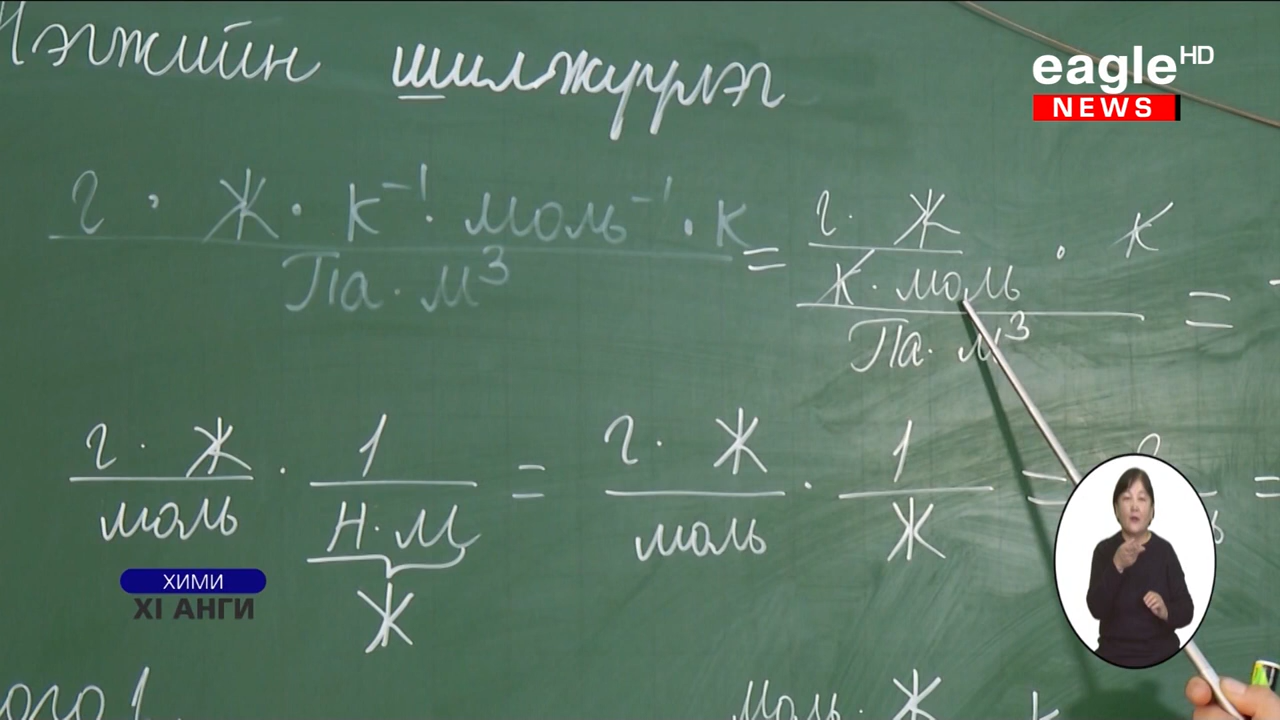 Нэгжийн шилжүүлэг
eagle HD
NEWS
г · Ж · К⁻¹ · моль⁻¹ · К / Па · м³ = г · Ж / К · моль · К / Па · м³ =
г · Ж / моль · 1 / Н · м = г · Ж / моль · 1 / Ж = г =
Ж
ХИМИ
XI АНГИ
моль · Ж К